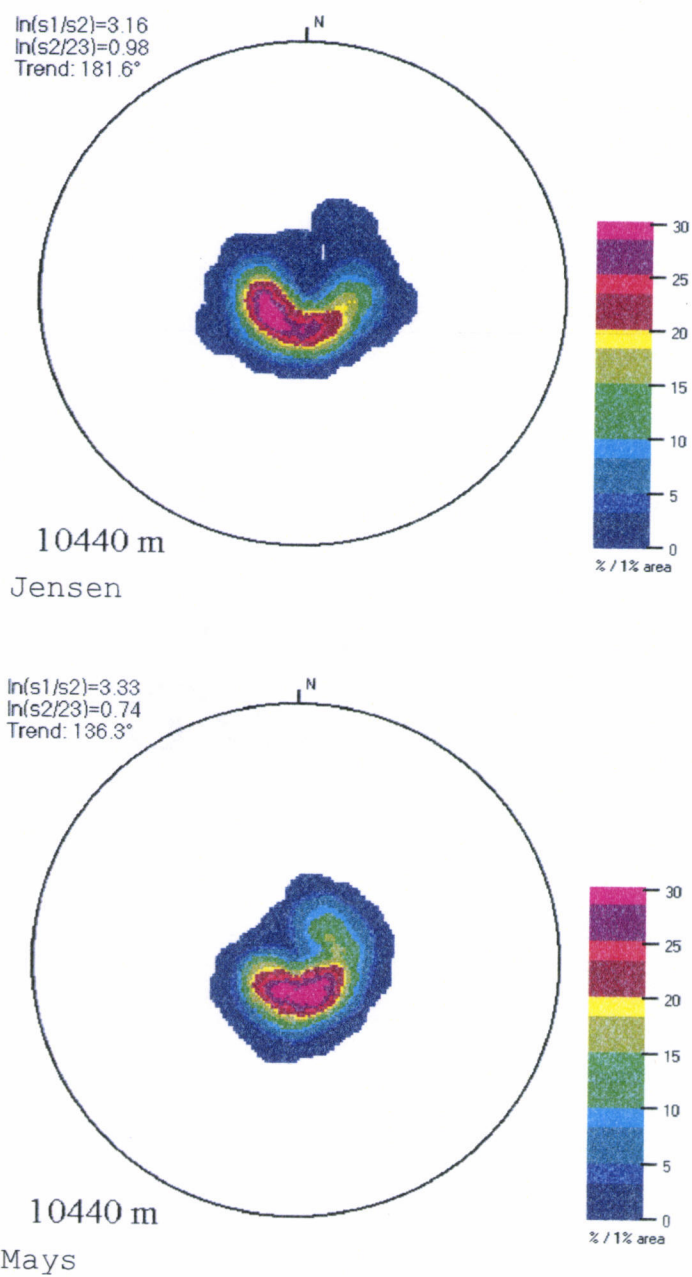 ln(s1/s2)=3.16
ln(s2/23)=0.98
Trend: 181.6°
N
30
25
20
15
10
5
0
% / 1% area
10440 m
Jensen
ln(s1/s2)=3.33
ln(s2/23)=0.74
Trend: 136.3°
N
30
25
20
15
10
5
0
% / 1% area
10440 m
Mays